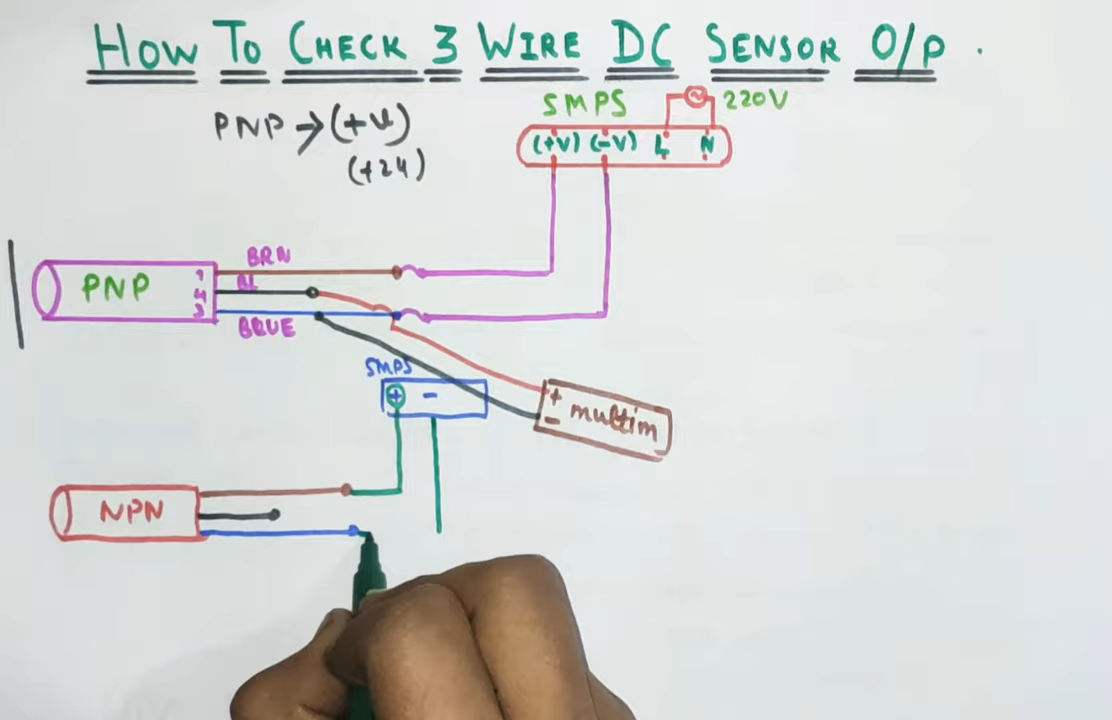 HOW TO CHECK 3 WIRE DC SENSOR O/P.
SMPS 220V
PNP → (+V)
(+24)
(+V) (-V) L N
BRN
PNP 1
BL
4
3
BLUE
SMPS
+ -
+ multim
-
NPN